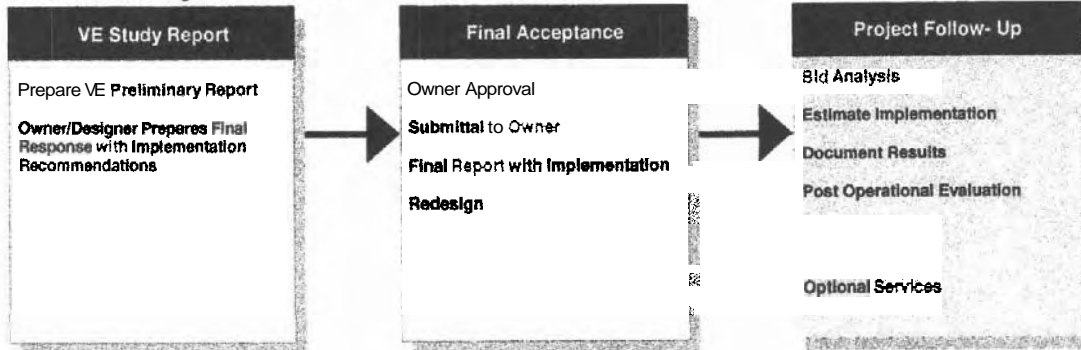 VE Study Report
Prepare VE Preliminary Report
Owner/Designer Prepares Final
Response with Implementation
Recommendations
Final Acceptance
Owner Approval
Submittal to Owner
Final Report with Implementation
Redesign
Project Follow- Up
Bid Analysis
Estimate Implementation
Document Results
Post Operational Evaluation
Optional Services